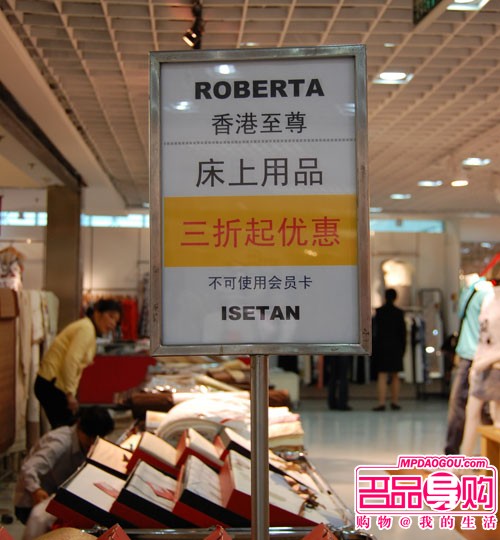 ROBERTA
香港至尊
床上用品
三折起优惠
不可使用会员卡
ISETAN
MPDAOGOU.COM
名品导购
购物@我的生活